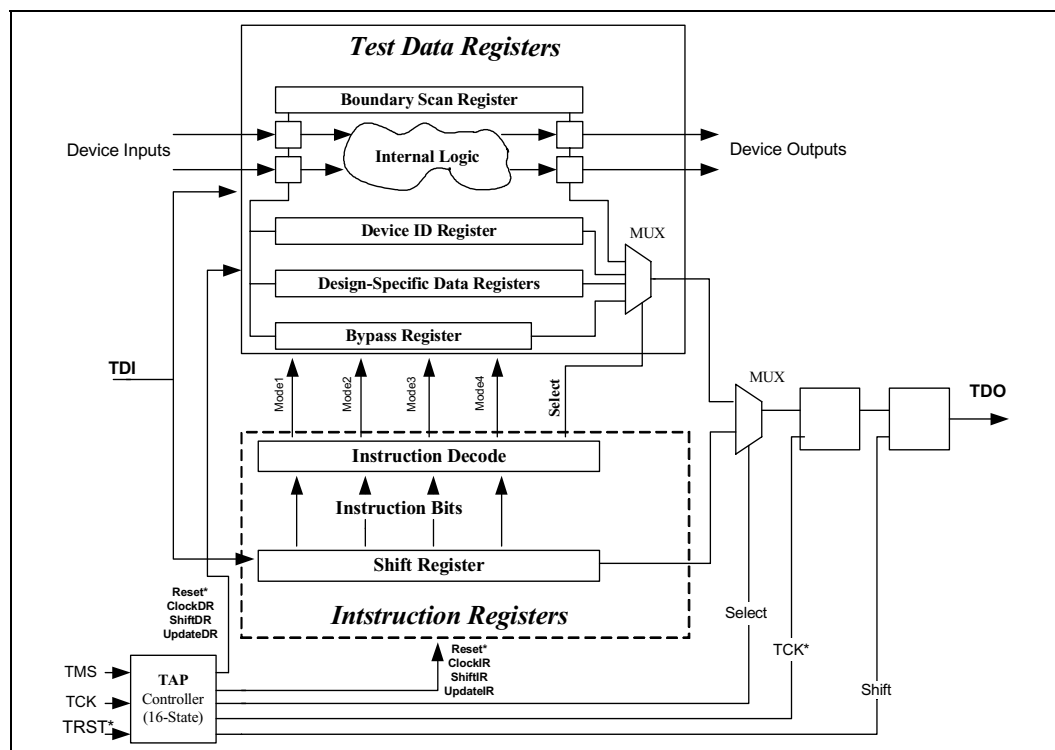 Test Data Registers
Boundary Scan Register
Device Inputs
Internal Logic
Device Outputs
Device ID Register
MUX
Design-Specific Data Registers
Bypass Register
TDI
Mode1
Mode2
Mode3
Mode4
Select
MUX
TDO
Instruction Decode
Instruction Bits
Shift Register
Intstruction Registers
Reset*
ClockDR
ShiftDR
UpdateDR
Reset*
ClockIR
ShiftIR
UpdateIR
Select
TCK*
Shift
TMS
TCK
TRST*
TAP
Controller
(16-State)